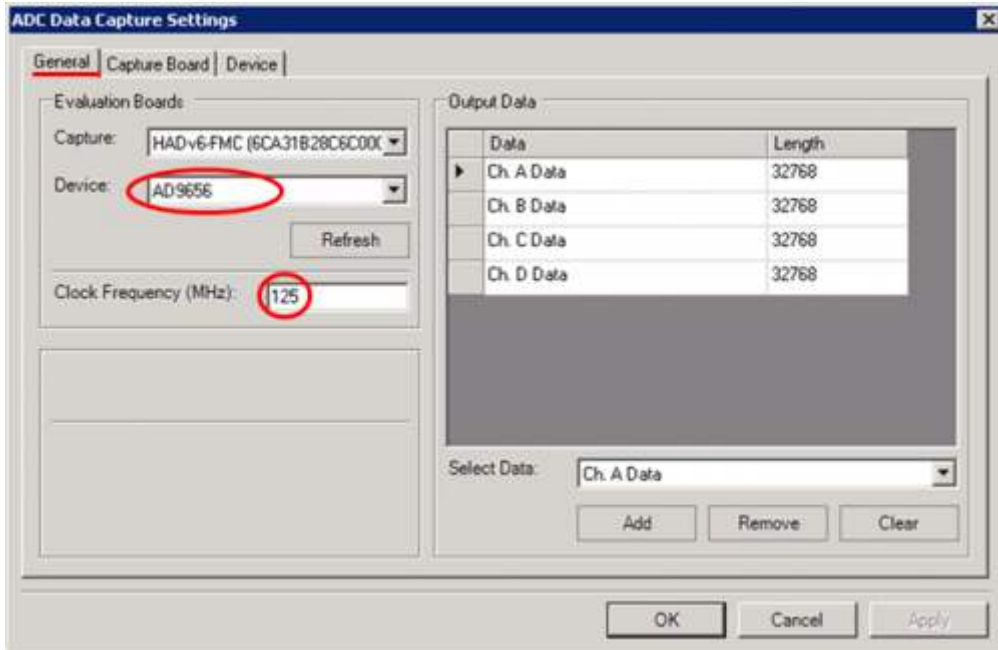 ADC Data Capture Settings
General
Capture Board
Device
Evaluation Boards
Capture:
HADv6-FMC (6CA31B28C6C00(
Device:
AD9656
Refresh
Clock Frequency (MHz):
125
Output Data
Data Length
Ch. A Data 32768
Ch. B Data 32768
Ch. C Data 32768
Ch. D Data 32768
Select Data:
Ch. A Data
Add
Remove
Clear
OK
Cancel
Apply